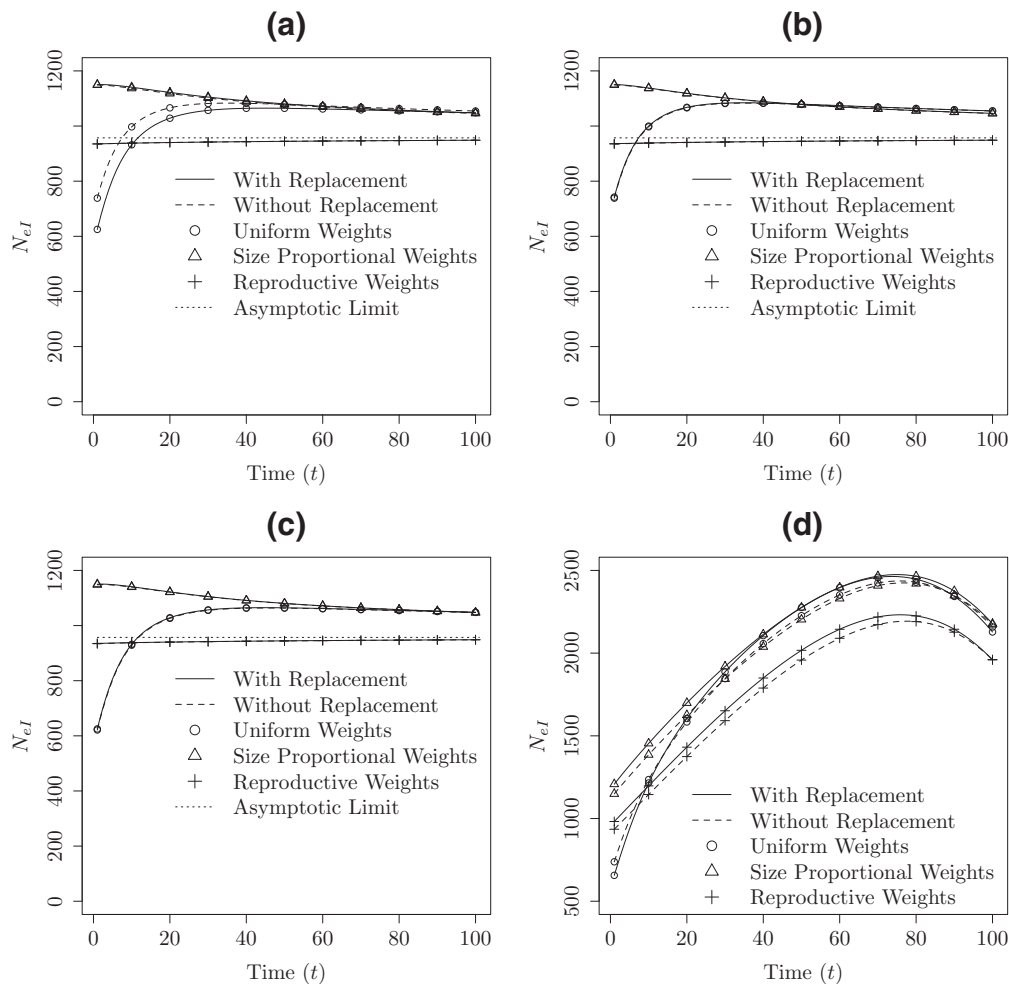 (a)
1200
800
600
400
200
0
N_eI
With Replacement
Without Replacement
Uniform Weights
Size Proportional Weights
Reproductive Weights
Asymptotic Limit
0 20 40 60 80 100
Time (t)
(b)
1200
800
600
400
200
0
N_eI
With Replacement
Without Replacement
Uniform Weights
Size Proportional Weights
Reproductive Weights
Asymptotic Limit
0 20 40 60 80 100
Time (t)
(c)
1200
800
600
400
200
0
N_eI
With Replacement
Without Replacement
Uniform Weights
Size Proportional Weights
Reproductive Weights
Asymptotic Limit
0 20 40 60 80 100
Time (t)
(d)
2500
2000
1500
1000
500
N_eI
With Replacement
Without Replacement
Uniform Weights
Size Proportional Weights
Reproductive Weights
0 20 40 60 80 100
Time (t)